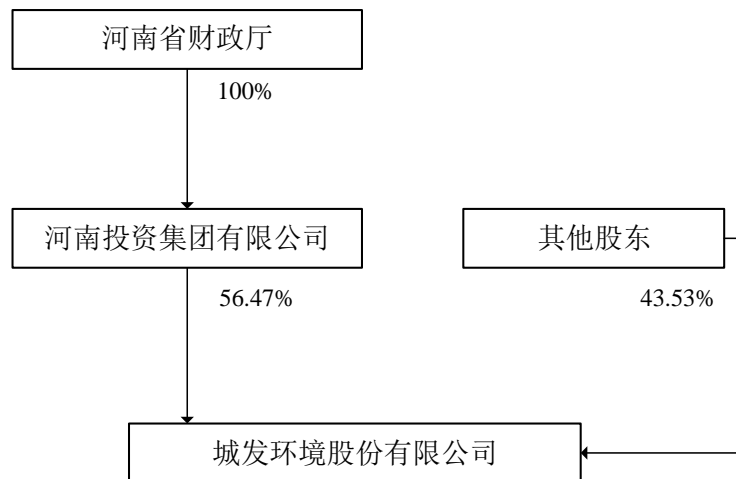 河南省财政厅
100%
河南投资集团有限公司
其他股东
56.47%
43.53%
城发环境股份有限公司